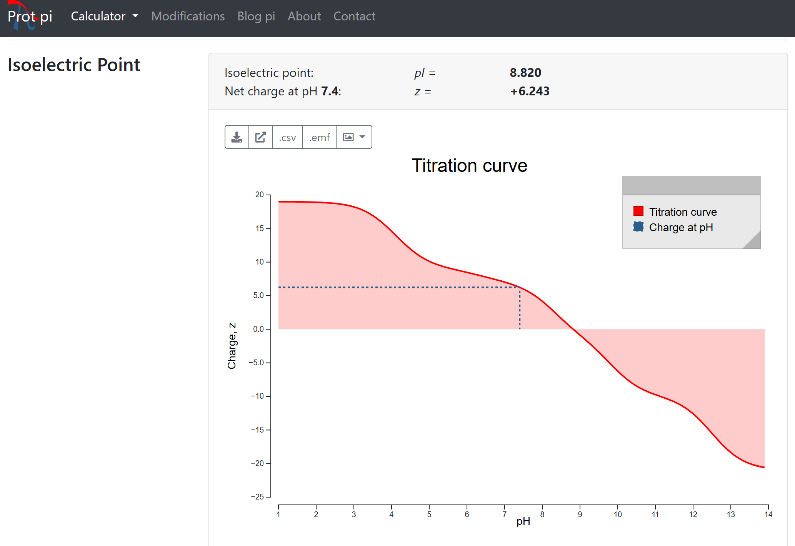 Prot pi Calculator Modifications Blog pi About Contact
Isoelectric Point
Isoelectric point: pI = 8.820
Net charge at pH 7.4: z = +6.243
.csv .emf
Titration curve
Titration curve
Charge at pH
20
15
10
5.0
0.0
−5.0
−10
−15
−20
−25
Charge, z
1 2 3 4 5 6 7 8 9 10 11 12 13 14
pH